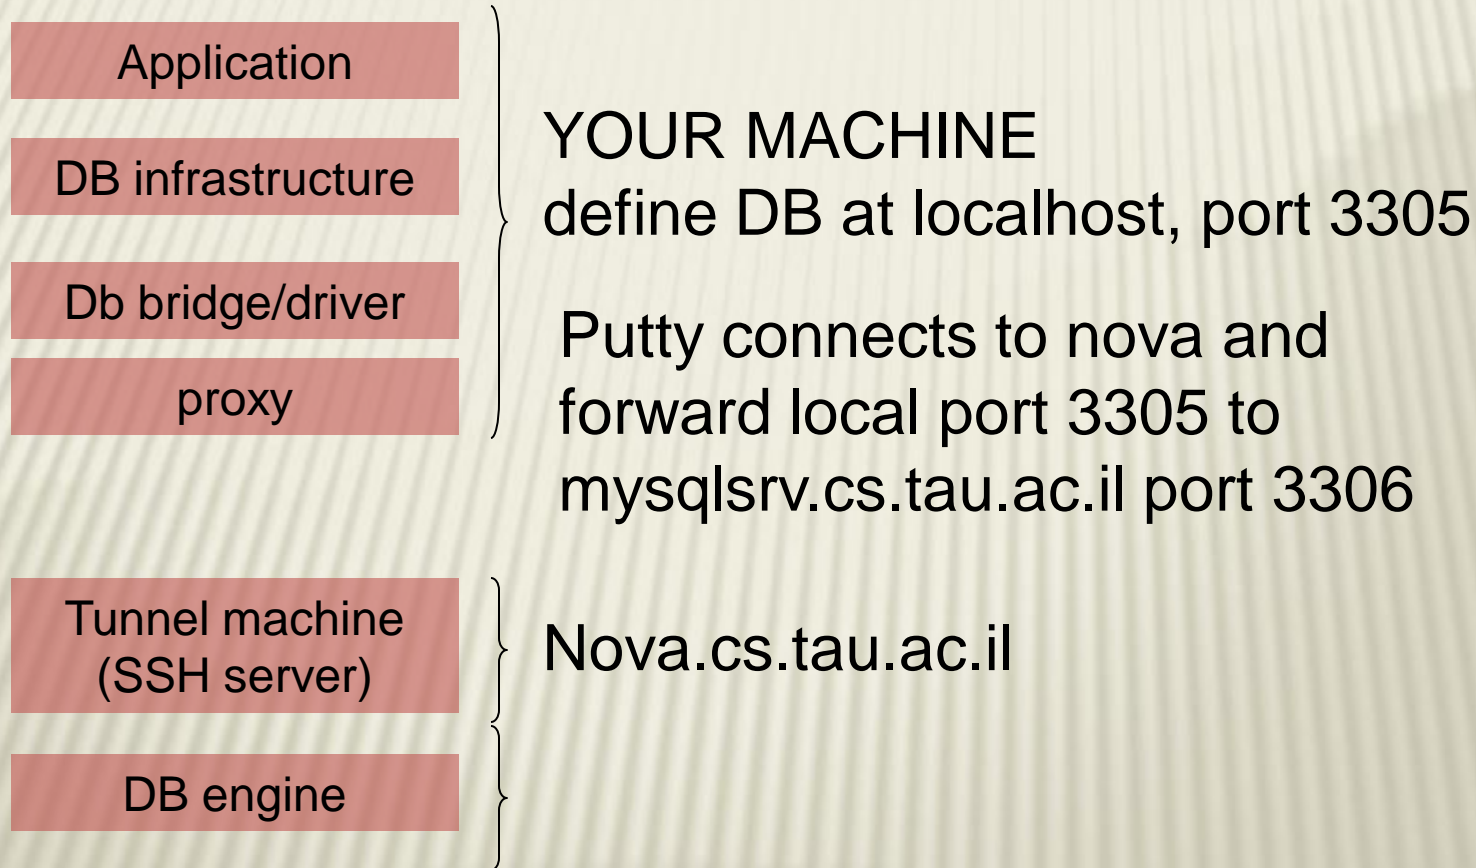 Application
DB infrastructure
Db bridge/driver
proxy
YOUR MACHINE
define DB at localhost, port 3305
Putty connects to nova and
forward local port 3305 to
mysqlsrv.cs.tau.ac.il port 3306
Tunnel machine
(SSH server)
Nova.cs.tau.ac.il
DB engine